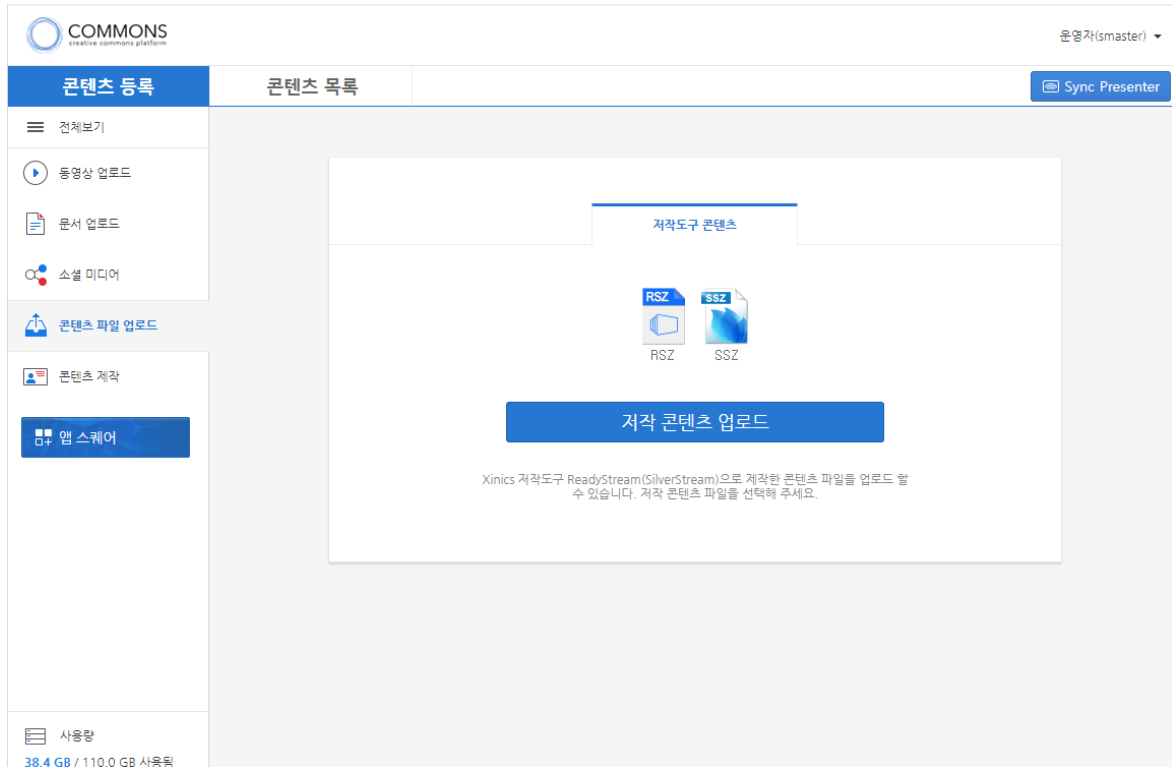 COMMONS
creative commons platform
운영자(smaster)
콘텐츠 등록
콘텐츠 목록
Sync Presenter
전체보기
동영상 업로드
문서 업로드
소셜 미디어
콘텐츠 파일 업로드
콘텐츠 제작
앱 스퀘어
저작도구 콘텐츠
RSZ
SSZ
RSZ
SSZ
저작 콘텐츠 업로드
Xinics 저작도구 ReadyStream(SilverStream)으로 제작한 콘텐츠 파일을 업로드 할
수 있습니다. 저작 콘텐츠 파일을 선택해 주세요.
사용량
38.4 GB / 110.0 GB 사용됨